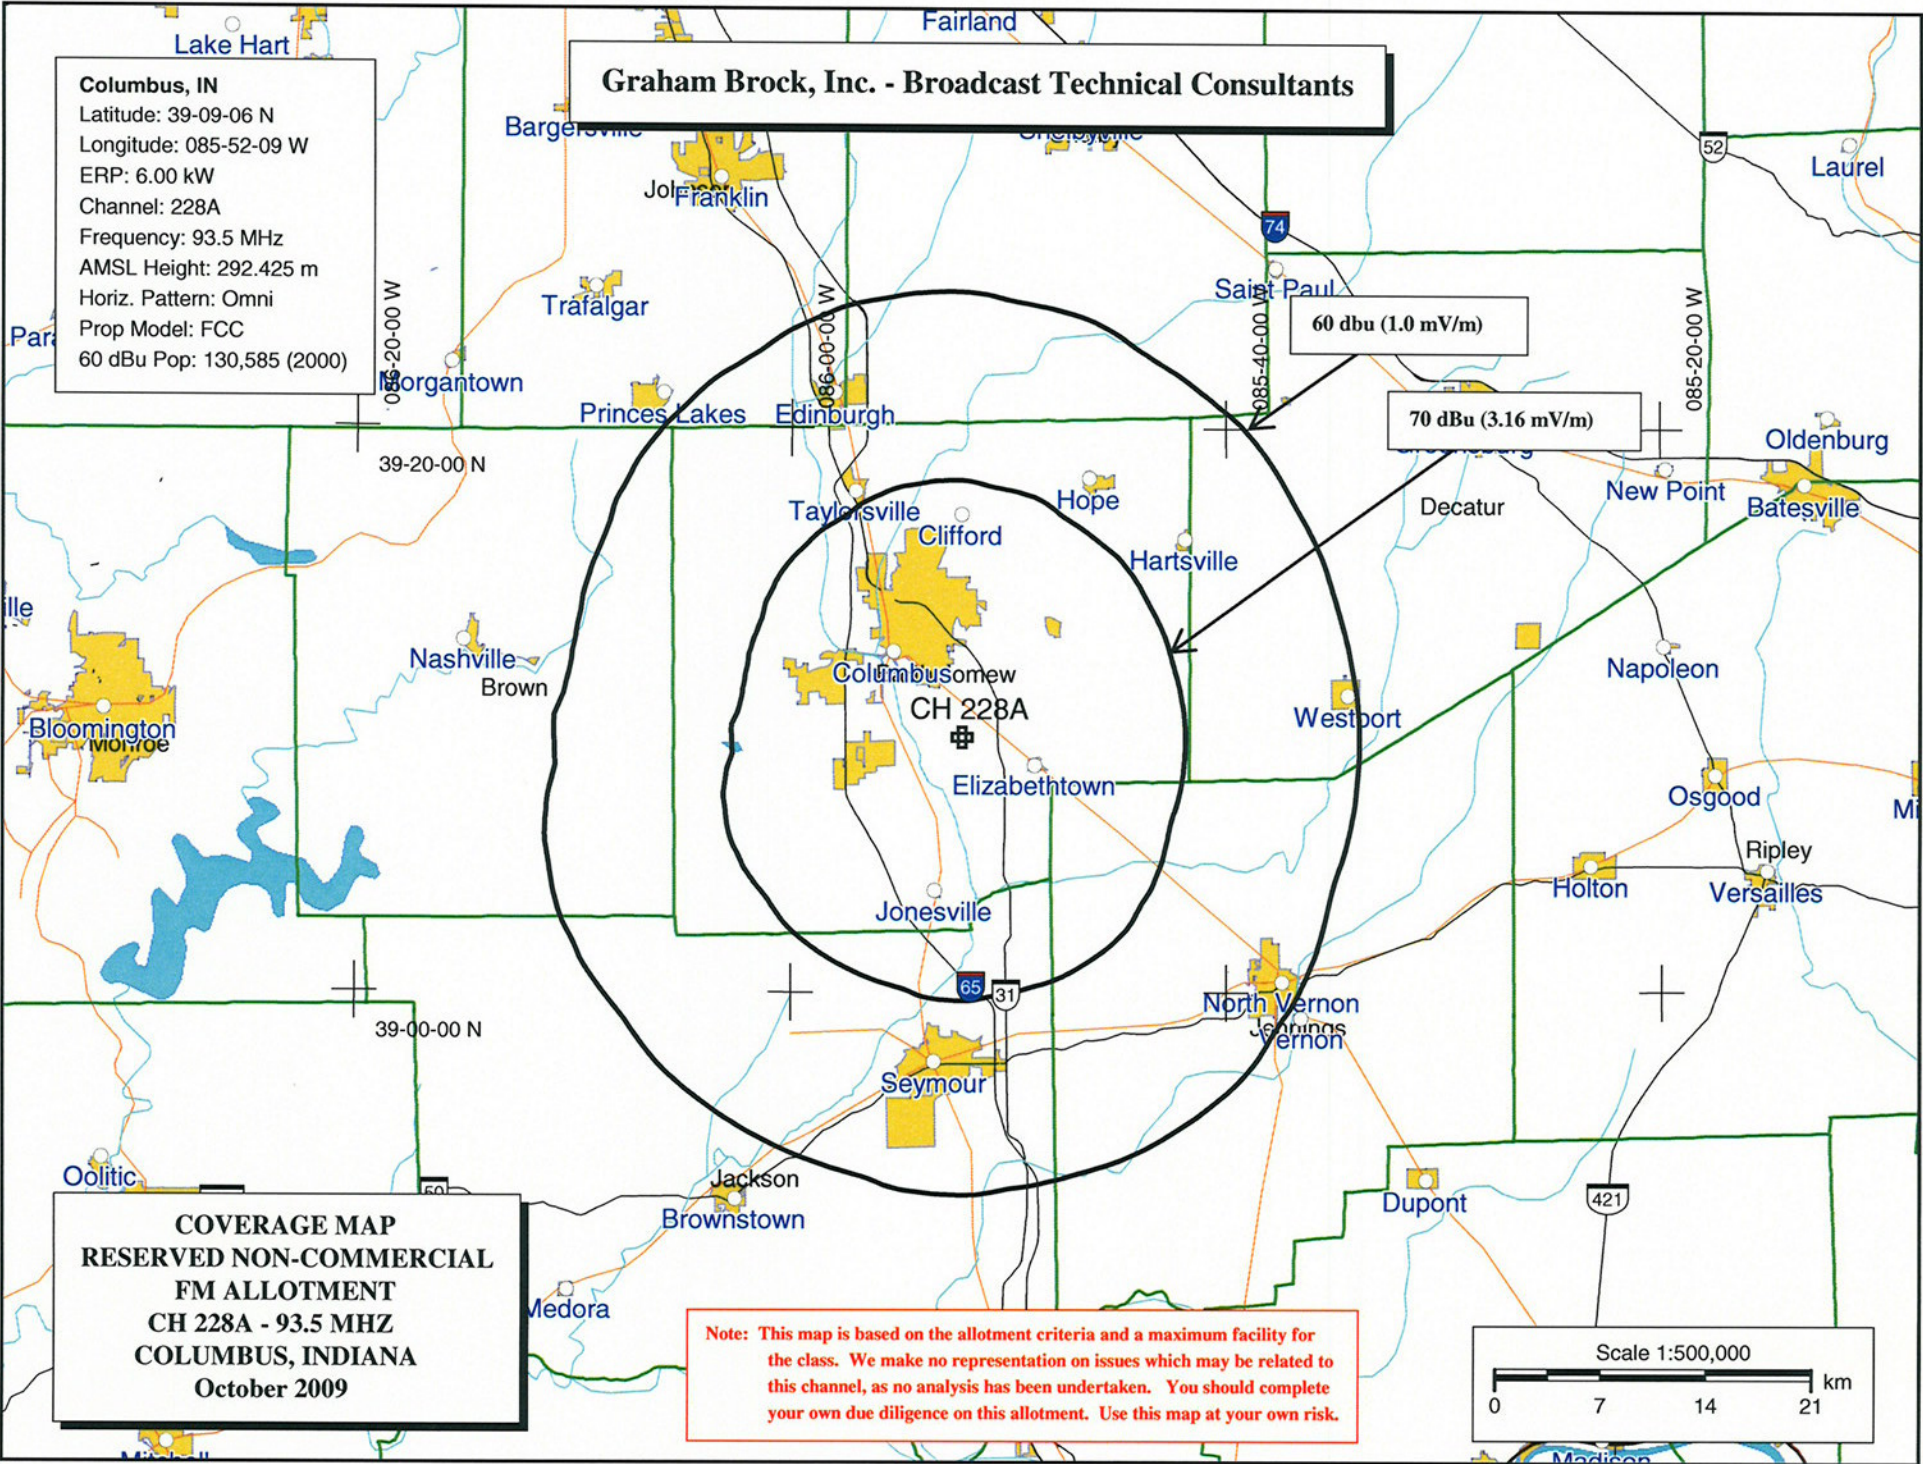 Lake Hart
Fairland
Graham Brock, Inc. - Broadcast Technical Consultants
Columbus, IN
Latitude: 39-09-06 N
Longitude: 085-52-09 W
ERP: 6.00 kW
Channel: 228A
Frequency: 93.5 MHz
AMSL Height: 292.425 m
Horiz. Pattern: Omni
Prop Model: FCC
60 dBu Pop: 130,585 (2000)
Bargersville
Shelbyville
52
Laurel
Franklin
74
Saint Paul
Trafalgar
086-20-00 W
086-00-00 W
085-40-00 W
085-20-00 W
60 dbu (1.0 mV/m)
Morgantown
Princes Lakes
Edinburgh
70 dBu (3.16 mV/m)
Oldenburg
39-20-00 N
Greensburg
New Point
Batesville
Hope
Decatur
Taylorsville
Clifford
Hartsville
Nashville
Brown
Columbus
CH 228A
Napoleon
Westport
Bloomington
Monroe
Elizabethtown
Osgood
Ripley
Holton
Versailles
Jonesville
65
31
North Vernon
Jennings
Vernon
39-00-00 N
Seymour
Oolitic
50
Jackson
Brownstown
Dupont
421
COVERAGE MAP
RESERVED NON-COMMERCIAL
FM ALLOTMENT
CH 228A - 93.5 MHZ
COLUMBUS, INDIANA
October 2009
Medora
Note: This map is based on the allotment criteria and a maximum facility for
the class. We make no representation on issues which may be related to
this channel, as no analysis has been undertaken. You should complete
your own due diligence on this allotment. Use this map at your own risk.
Scale 1:500,000
km
0 7 14 21
Mitchell
Madison